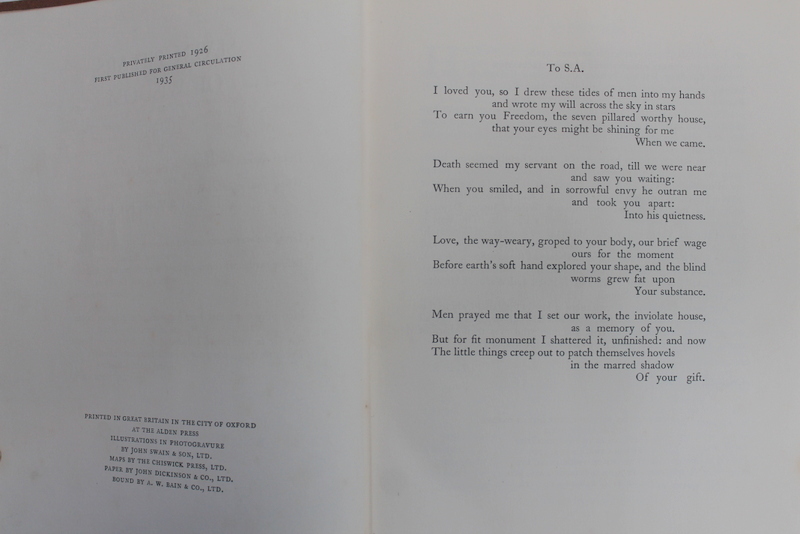 PRIVATELY PRINTED 1926
FIRST PUBLISHED FOR GENERAL CIRCULATION
1935
PRINTED IN GREAT BRITAIN IN THE CITY OF OXFORD
AT THE ALDEN PRESS
ILLUSTRATIONS IN PHOTOGRAVURE
BY JOHN SWAIN & SON, LTD.
MAPS BY THE CHISWICK PRESS, LTD.
PAPER BY JOHN DICKINSON & CO., LTD.
BOUND BY A. W. BAIN & CO., LTD.
To S.A.
I loved you, so I drew these tides of men into my hands
and wrote my will across the sky in stars
To earn you Freedom, the seven pillared worthy house,
that your eyes might be shining for me
When we came.
Death seemed my servant on the road, till we were near
and saw you waiting:
When you smiled, and in sorrowful envy he outran me
and took you apart:
Into his quietness.
Love, the way-weary, groped to your body, our brief wage
ours for the moment
Before earth's soft hand explored your shape, and the blind
worms grew fat upon
Your substance.
Men prayed me that I set our work, the inviolate house,
as a memory of you.
But for fit monument I shattered it, unfinished: and now
The little things creep out to patch themselves hovels
in the marred shadow
Of your gift.